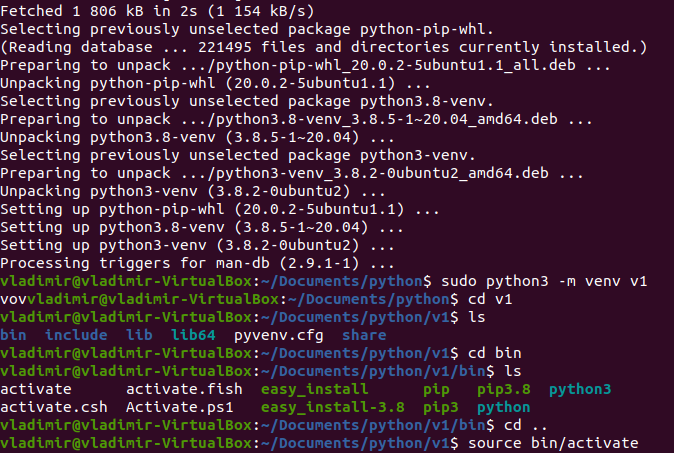 Fetched 1 806 kB in 2s (1 154 kB/s)
Selecting previously unselected package python-pip-whl.
(Reading database ... 221495 files and directories currently installed.)
Preparing to unpack .../python-pip-whl_20.0.2-5ubuntu1.1_all.deb ...
Unpacking python-pip-whl (20.0.2-5ubuntu1.1) ...
Selecting previously unselected package python3.8-venv.
Preparing to unpack .../python3.8-venv_3.8.5-1~20.04_amd64.deb ...
Unpacking python3.8-venv (3.8.5-1~20.04) ...
Selecting previously unselected package python3-venv.
Preparing to unpack .../python3-venv_3.8.2-0ubuntu2_amd64.deb ...
Unpacking python3-venv (3.8.2-0ubuntu2) ...
Setting up python-pip-whl (20.0.2-5ubuntu1.1) ...
Setting up python3.8-venv (3.8.5-1~20.04) ...
Setting up python3-venv (3.8.2-0ubuntu2) ...
Processing triggers for man-db (2.9.1-1) ...
vladimir@vladimir-VirtualBox:~/Documents/python$ sudo python3 -m venv v1
vovvladimir@vladimir-VirtualBox:~/Documents/python$ cd v1
vladimir@vladimir-VirtualBox:~/Documents/python/v1$ ls
bin include lib lib64 pyvenv.cfg share
vladimir@vladimir-VirtualBox:~/Documents/python/v1$ cd bin
vladimir@vladimir-VirtualBox:~/Documents/python/v1/bin$ ls
activate activate.fish easy_install pip pip3.8 python3
activate.csh Activate.ps1 easy_install-3.8 pip3 python
vladimir@vladimir-VirtualBox:~/Documents/python/v1/bin$ cd ..
vladimir@vladimir-VirtualBox:~/Documents/python/v1$ source bin/activate